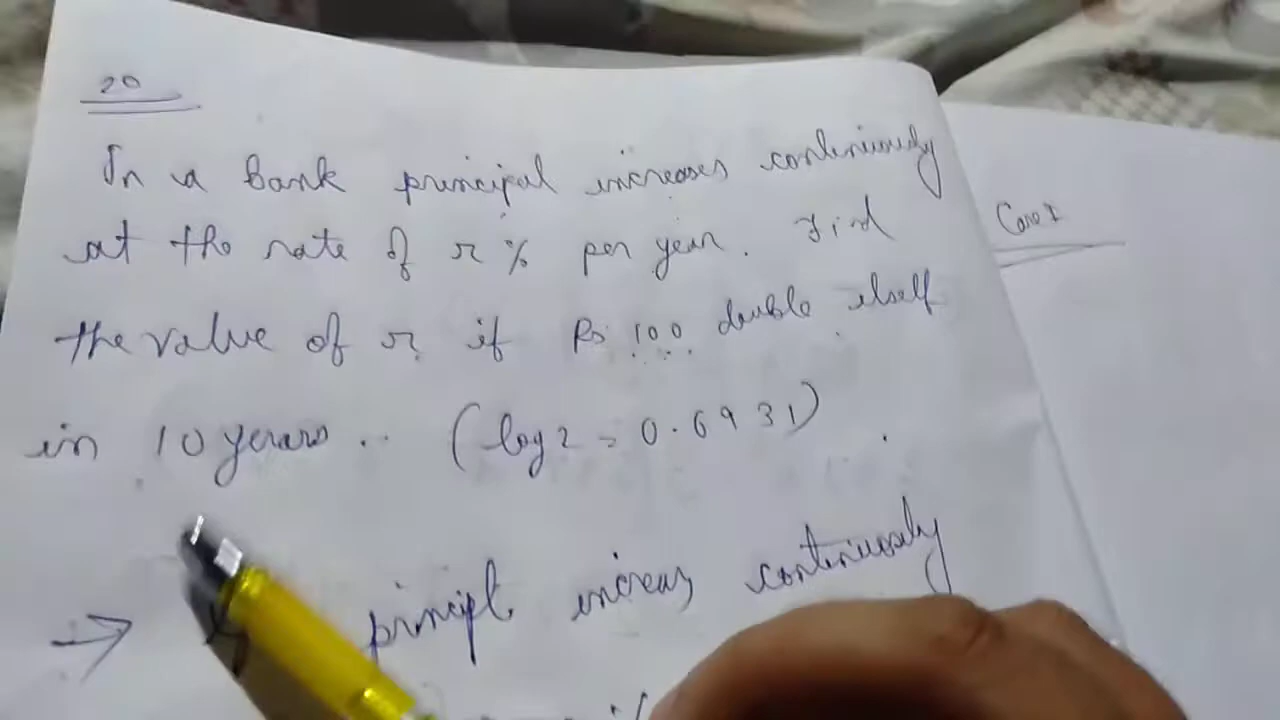 20
In a bank principal increases continuously
at the rate of r % per year. Find
the value of r if Rs 100 double itself
in 10 years.. (log 2 = 0.6931)
→ principle increas continuously
Case I